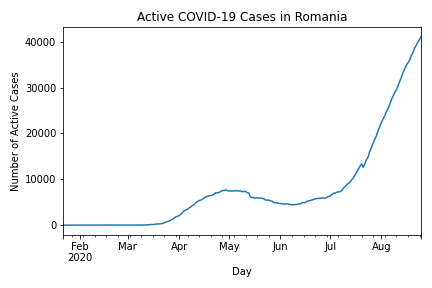 Active COVID-19 Cases in Romania
Number of Active Cases
40000
30000
20000
10000
0
Feb Mar Apr May Jun Jul Aug
2020
Day